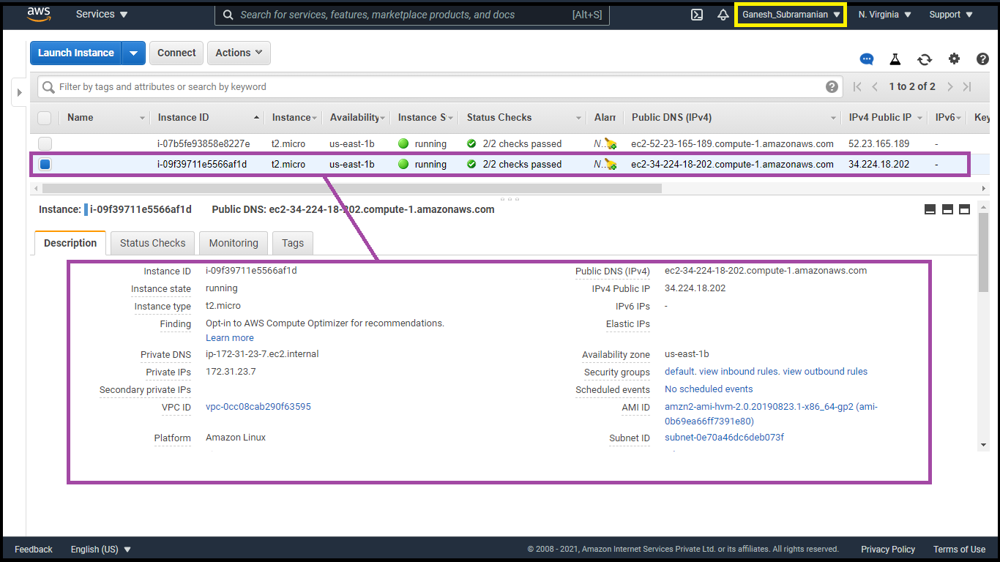 aws Services Search for services, features, marketplace products, and docs [Alt+S] Ganesh_Subramanian N. Virginia Support
Launch Instance Connect Actions
Filter by tags and attributes or search by keyword 1 to 2 of 2
Name Instance ID Instance Availability Instance S Status Checks Alarr Public DNS (IPv4) IPv4 Public IP IPv6 Key
i-07b5fe93858e8227e t2.micro us-east-1b running 2/2 checks passed N... ec2-52-23-165-189.compute-1.amazonaws.com 52.23.165.189 -
i-09f39711e5566af1d t2.micro us-east-1b running 2/2 checks passed N... ec2-34-224-18-202.compute-1.amazonaws.com 34.224.18.202 -
Instance: i-09f39711e5566af1d Public DNS: ec2-34-224-18-202.compute-1.amazonaws.com
Description Status Checks Monitoring Tags
Instance ID i-09f39711e5566af1d Public DNS (IPv4) ec2-34-224-18-202.compute-1.amazonaws.com
Instance state running IPv4 Public IP 34.224.18.202
Instance type t2.micro IPv6 IPs -
Finding Opt-in to AWS Compute Optimizer for recommendations. Elastic IPs
Learn more
Private DNS ip-172-31-23-7.ec2.internal Availability zone us-east-1b
Private IPs 172.31.23.7 Security groups default. view inbound rules. view outbound rules
Secondary private IPs Scheduled events No scheduled events
VPC ID vpc-0cc08cab290f63595 AMI ID amzn2-ami-hvm-2.0.20190823.1-x86_64-gp2 (ami-
0b69ea66ff7391e80)
Platform Amazon Linux Subnet ID subnet-0e70a46dc6deb073f
Feedback English (US) © 2008 - 2021, Amazon Internet Services Private Ltd. or its affiliates. All rights reserved. Privacy Policy Terms of Use